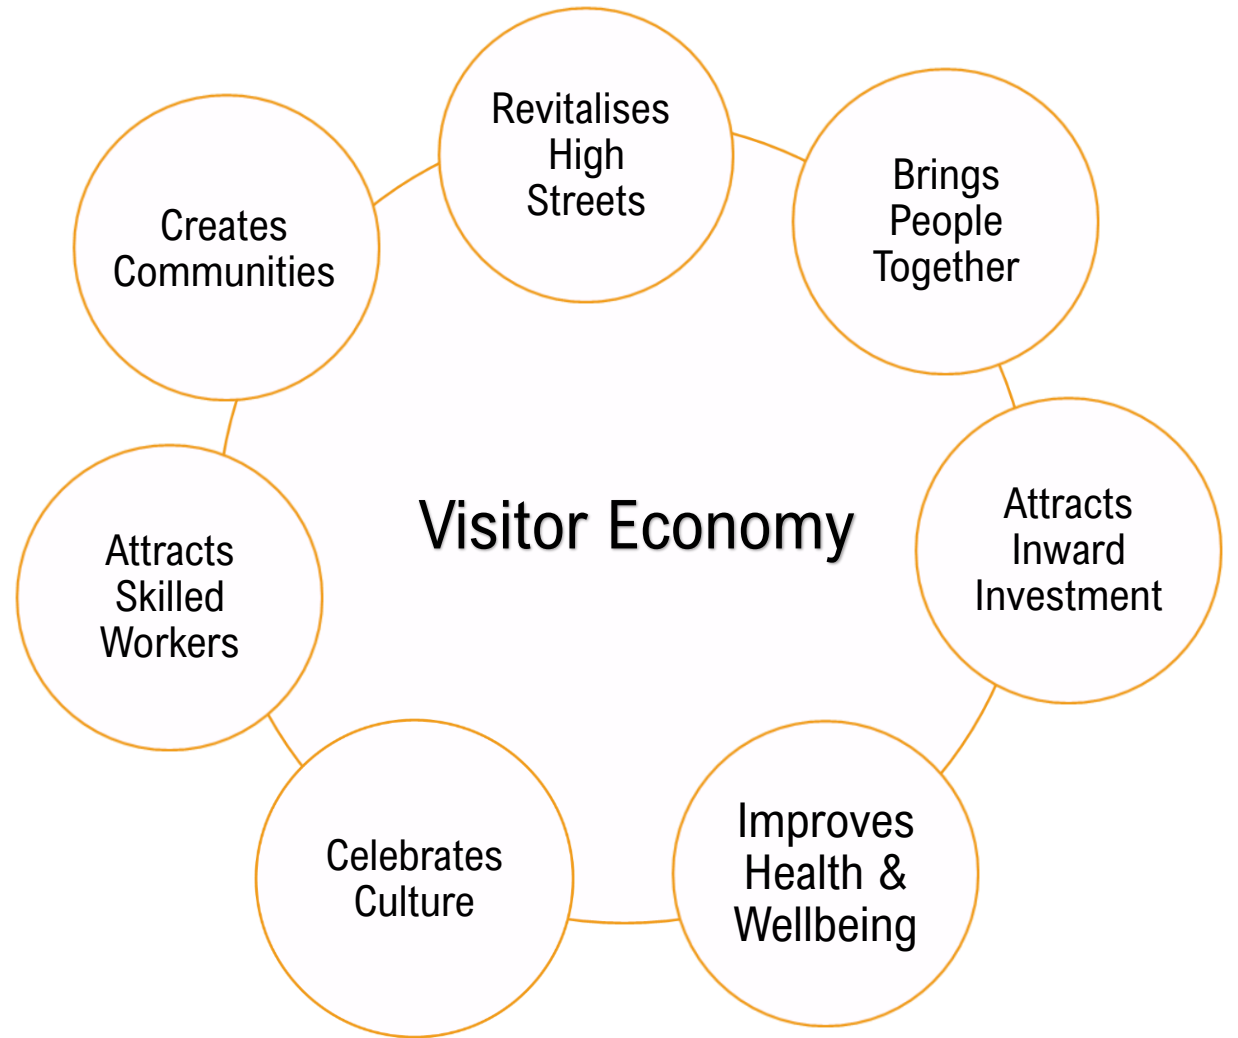 Revitalises
High
Streets
Brings
People
Together
Attracts
Inward
Investment
Improves
Health &
Wellbeing
Celebrates
Culture
Attracts
Skilled
Workers
Creates
Communities
Visitor Economy